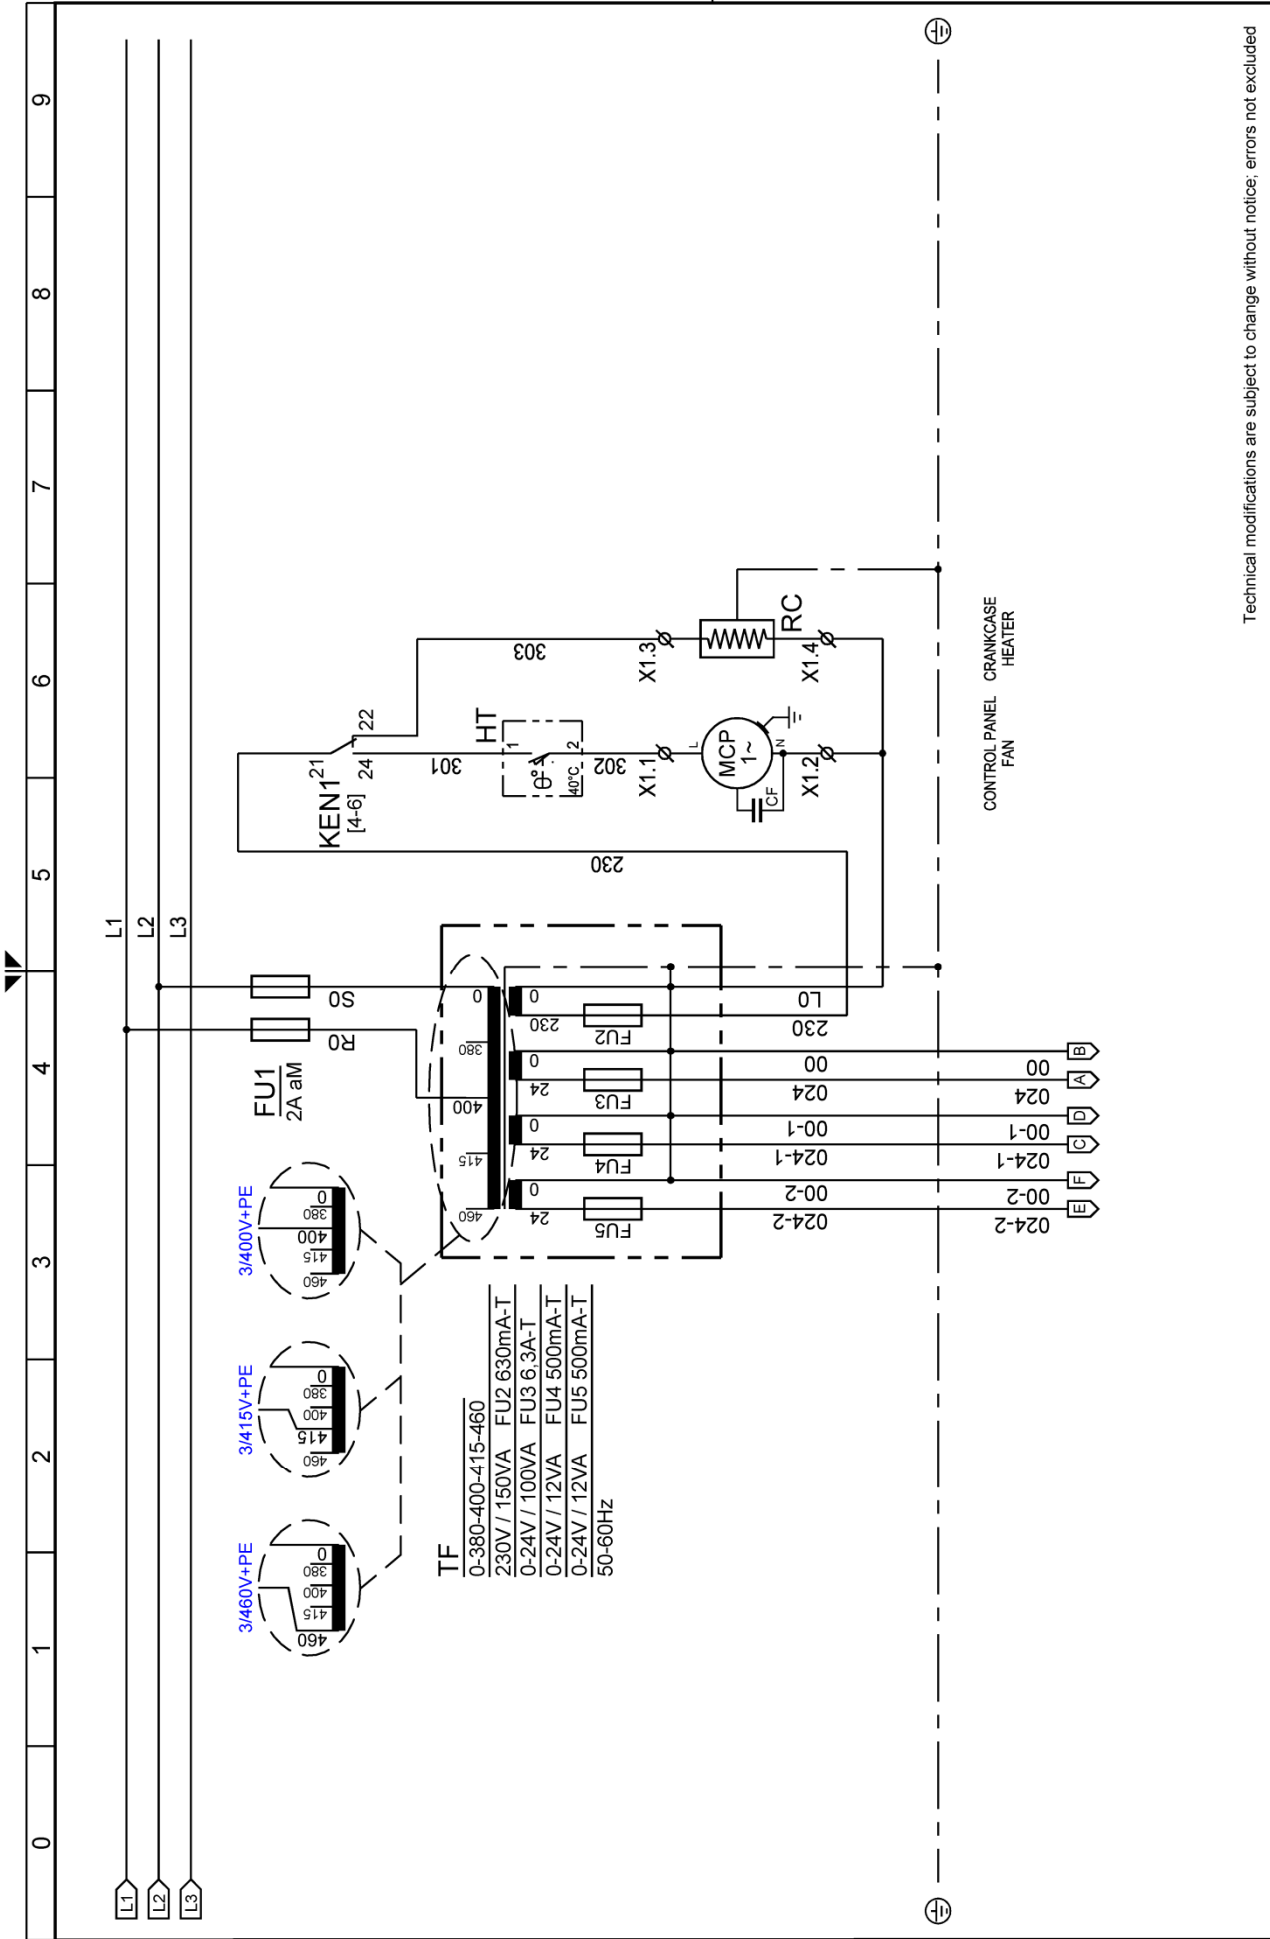 0 1 2 3 4 5 6 7 8 9
L1
L2
L3
L1
L2
L3
3/460V+PE
460 415 400 380 0
3/415V+PE
460 415 400 380 0
3/400V+PE
460 415 400 380 0
FU1
2A aM
R0
S0
KEN1
[4-6]
21
24
22
TF
0-380-400-415-460
230V / 150VA FU2 630mA-T
0-24V / 100VA FU3 6,3A-T
0-24V / 12VA FU4 500mA-T
0-24V / 12VA FU5 500mA-T
50-60Hz
460 415 400 380 0
24 0 24 0 24 0 230 0
FU5 FU4 FU3 FU2
301
303
HT
1
θ°
40°C
2
302
230
X1.1
X1.3
L
MCP
1~
N
CF
RC
X1.2
X1.4
024-2 00-2 024-1 00-1 024 00 230 L0
024-2 00-2 024-1 00-1 024 00
E F C D A B
CONTROL PANEL
FAN
CRANKCASE
HEATER
Technical modifications are subject to change without notice; errors not excluded